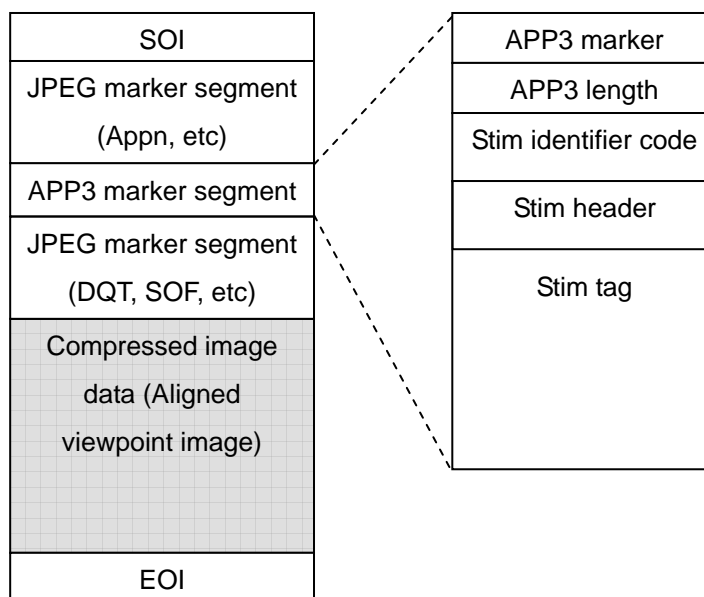 SOI
JPEG marker segment
(Appn, etc)
APP3 marker segment
JPEG marker segment
(DQT, SOF, etc)
Compressed image
data (Aligned
viewpoint image)
EOI
APP3 marker
APP3 length
Stim identifier code
Stim header
Stim tag